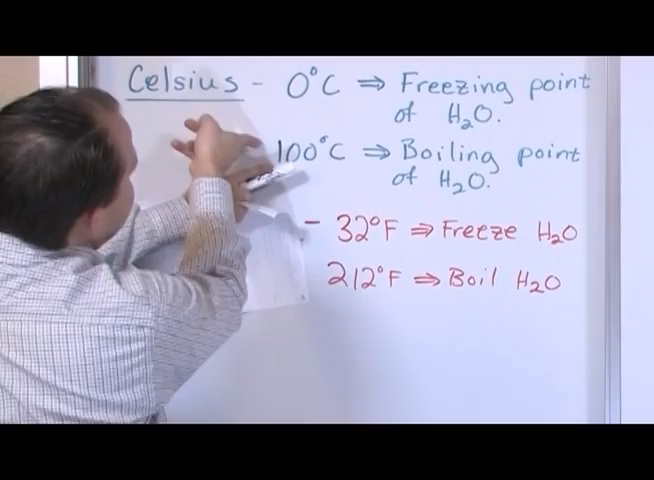 Celsius - 0°C ⇒ Freezing point
of H₂O.
100°C ⇒ Boiling point
of H₂O.
- 32°F ⇒ Freeze H₂O
212°F ⇒ Boil H₂O